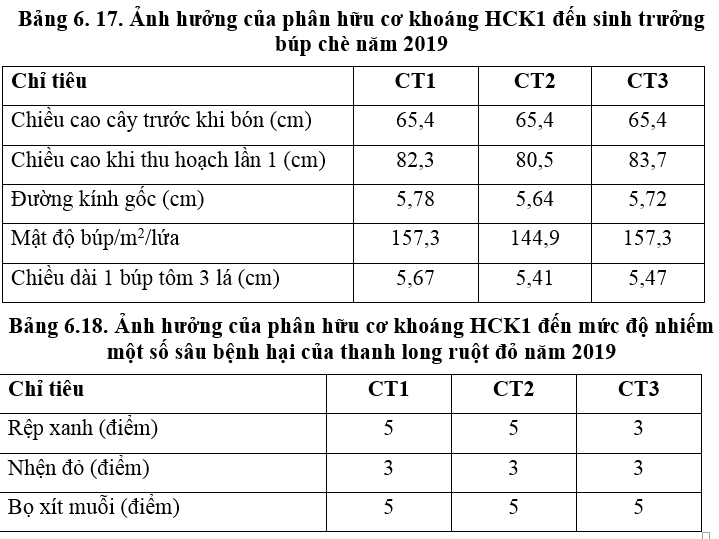 Bảng 6. 17. Ảnh hưởng của phân hữu cơ khoáng HCK1 đến sinh trưởng
búp chè năm 2019
Chỉ tiêu CT1 CT2 CT3
Chiều cao cây trước khi bón (cm) 65,4 65,4 65,4
Chiều cao khi thu hoạch lần 1 (cm) 82,3 80,5 83,7
Đường kính gốc (cm) 5,78 5,64 5,72
Mật độ búp/m²/lứa 157,3 144,9 157,3
Chiều dài 1 búp tôm 3 lá (cm) 5,67 5,41 5,47
Bảng 6.18. Ảnh hưởng của phân hữu cơ khoáng HCK1 đến mức độ nhiễm
một số sâu bệnh hại của thanh long ruột đỏ năm 2019
Chỉ tiêu CT1 CT2 CT3
Rệp xanh (điểm) 5 5 3
Nhện đỏ (điểm) 3 3 3
Bọ xít muỗi (điểm) 5 5 5